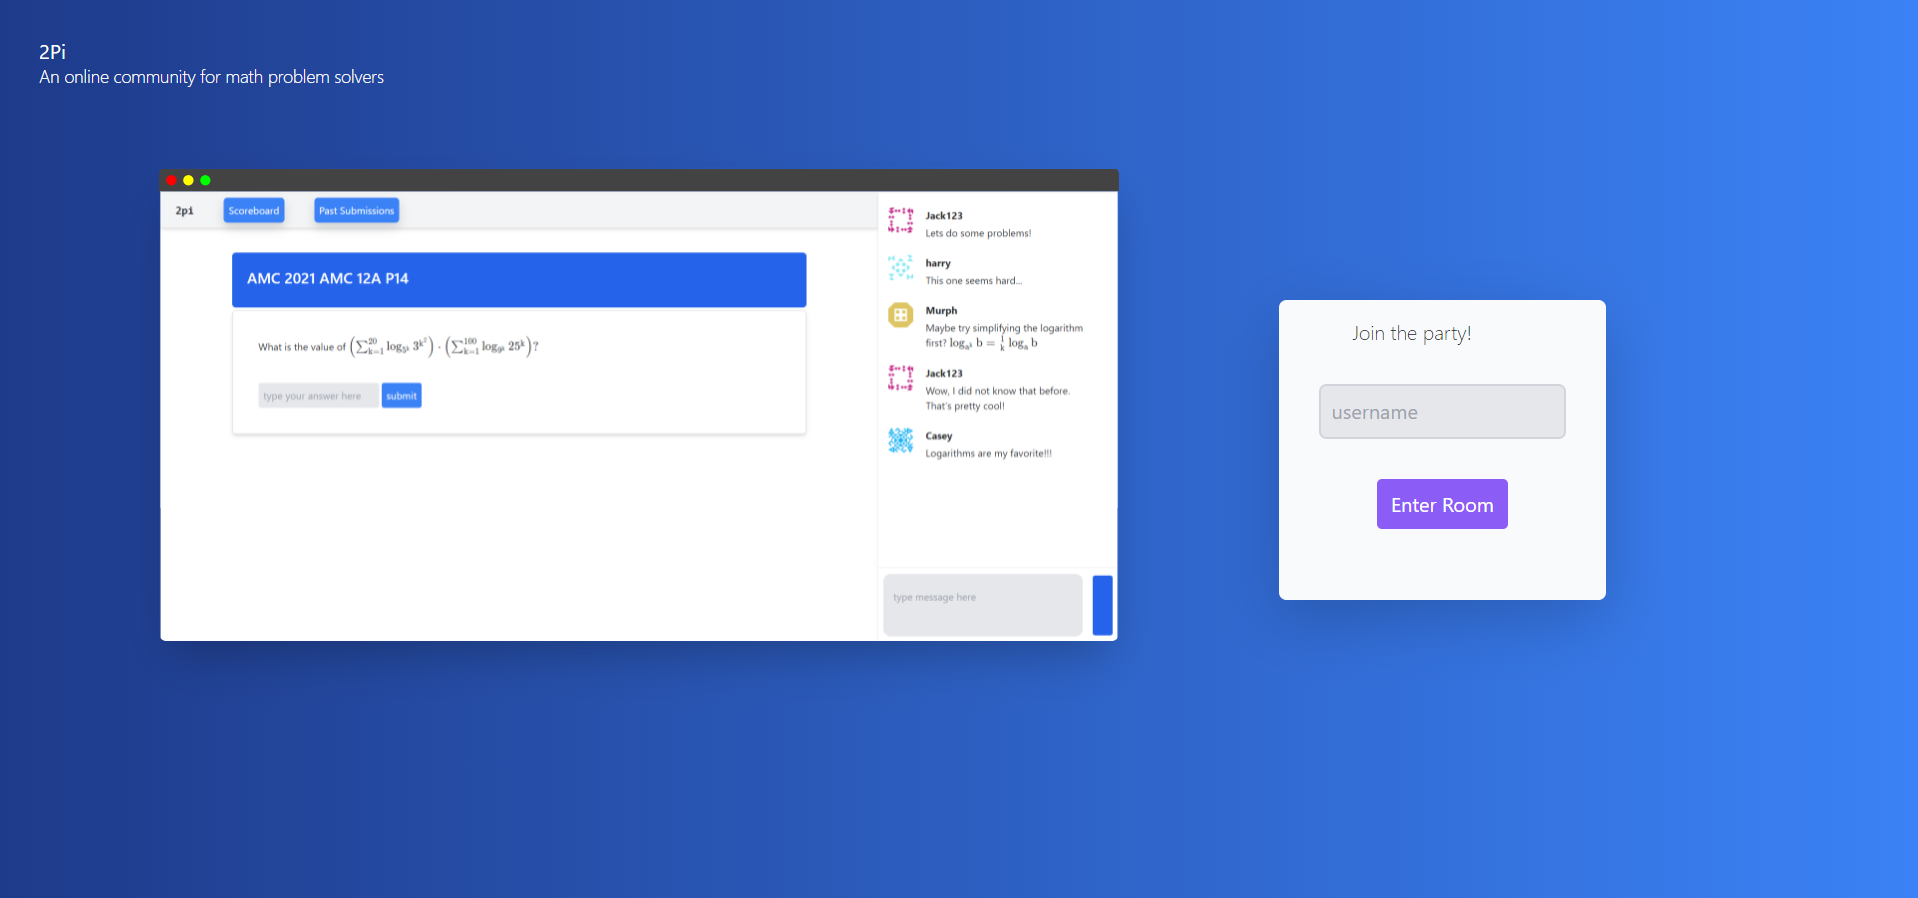 2Pi
An online community for math problem solvers
2pi
Scoreboard
Past Submissions
AMC 2021 AMC 12A P14
What is the value of $\left(\sum_{k=1}^{20} \log_{5^k} 3^{k^2}\right) \cdot \left(\sum_{k=1}^{100} \log_{9^k} 25^k\right)$?
type your answer here
submit
Jack123
Lets do some problems!
harry
This one seems hard...
Murph
Maybe try simplifying the logarithm
first? $\log_{a^k} b = \frac{1}{k} \log_a b$
Jack123
Wow, I did not know that before.
That's pretty cool!
Casey
Logarithms are my favorite!!!
type message here
Join the party!
username
Enter Room